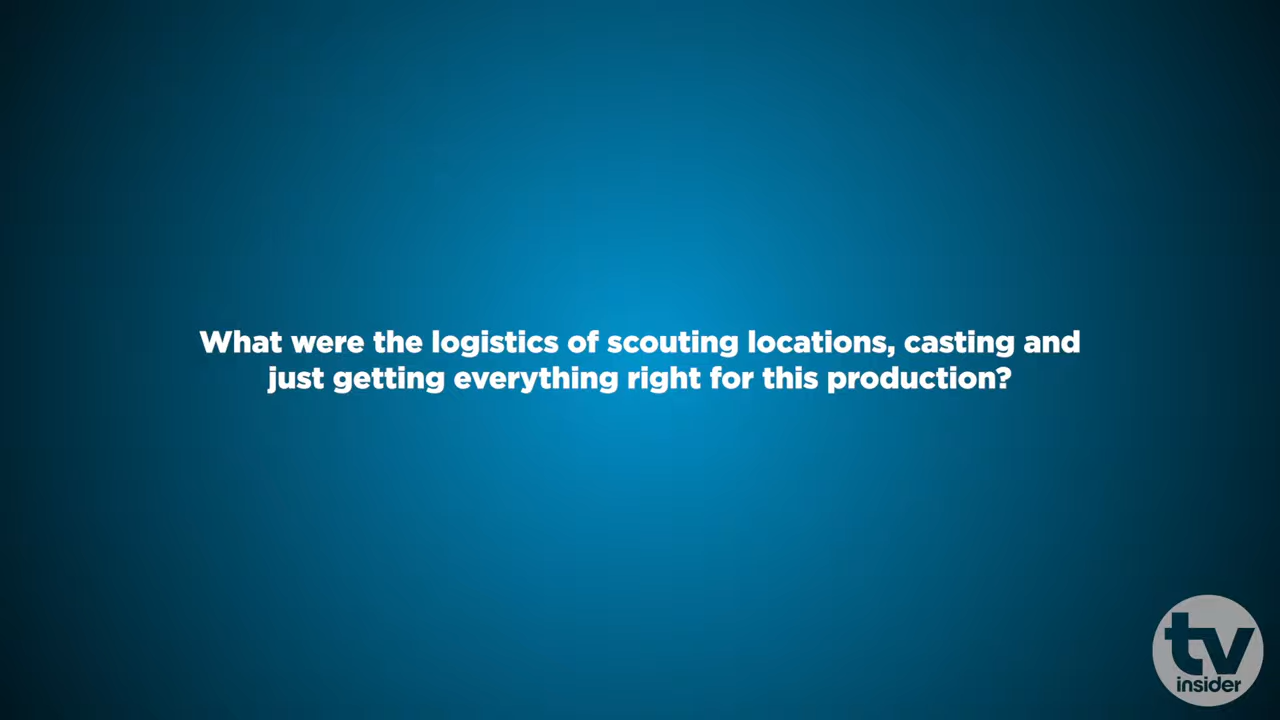 What were the logistics of scouting locations, casting and
just getting everything right for this production?
tv
insider